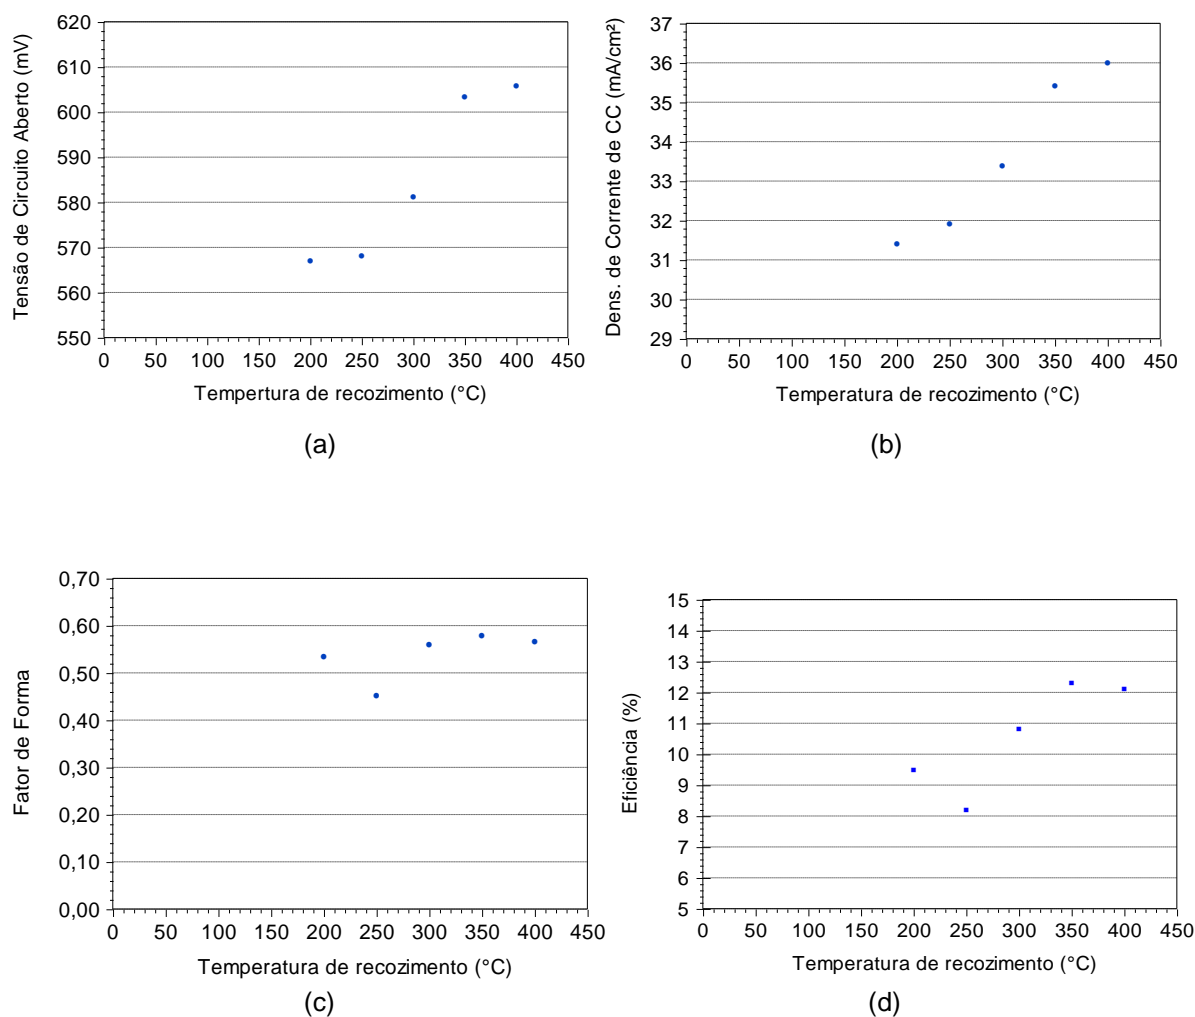 620
610
600
590
580
570
560
550
Tensão de Circuito Aberto (mV)
0 50 100 150 200 250 300 350 400 450
Tempertura de recozimento (°C)
(a)
37
36
35
34
33
32
31
30
29
Dens. de Corrente de CC (mA/cm²)
0 50 100 150 200 250 300 350 400 450
Temperatura de recozimento (°C)
(b)
0,70
0,60
0,50
0,40
0,30
0,20
0,10
0,00
Fator de Forma
0 50 100 150 200 250 300 350 400 450
Temperatura de recozimento (°C)
(c)
15
14
13
12
11
10
9
8
7
6
5
Eficiência (%)
0 50 100 150 200 250 300 350 400 450
Temperatura de recozimento (°C)
(d)